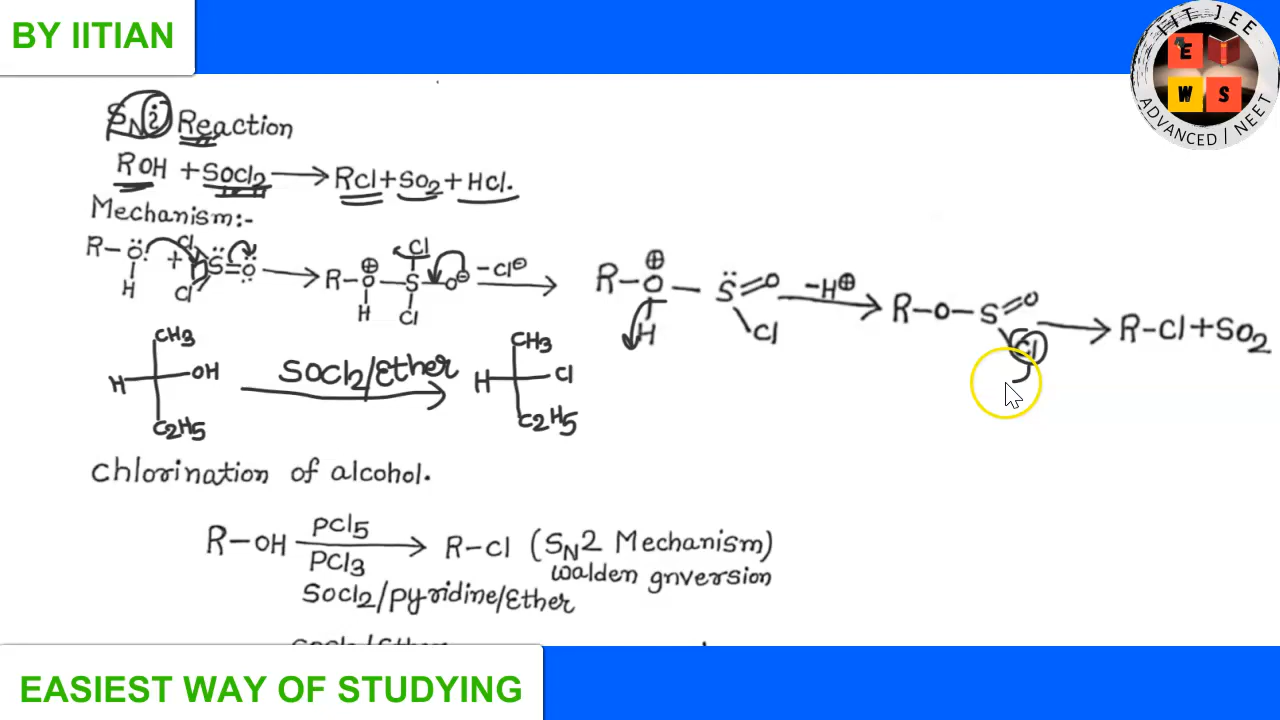 BY IITIAN
IIT JEE
E
W S
ADVANCED | NEET
SNi Reaction
ROH + SOCl2 → RCl + SO2 + HCl.
Mechanism:-
R-Ö: + Cl S=O Cl H → R-O⊕-S-O⊖ H Cl Cl -Cl⊖ → R-O⊕-S=O H Cl -H⊕ → R-O-S=O Cl → R-Cl + SO2
CH3 H OH C2H5 SOCl2/Ether → CH3 H Cl C2H5
Chlorination of alcohol.
R-OH PCl5 → R-Cl (SN2 Mechanism)
PCl3 walden gnversion
SOCl2/pyridine/Ether
EASIEST WAY OF STUDYING